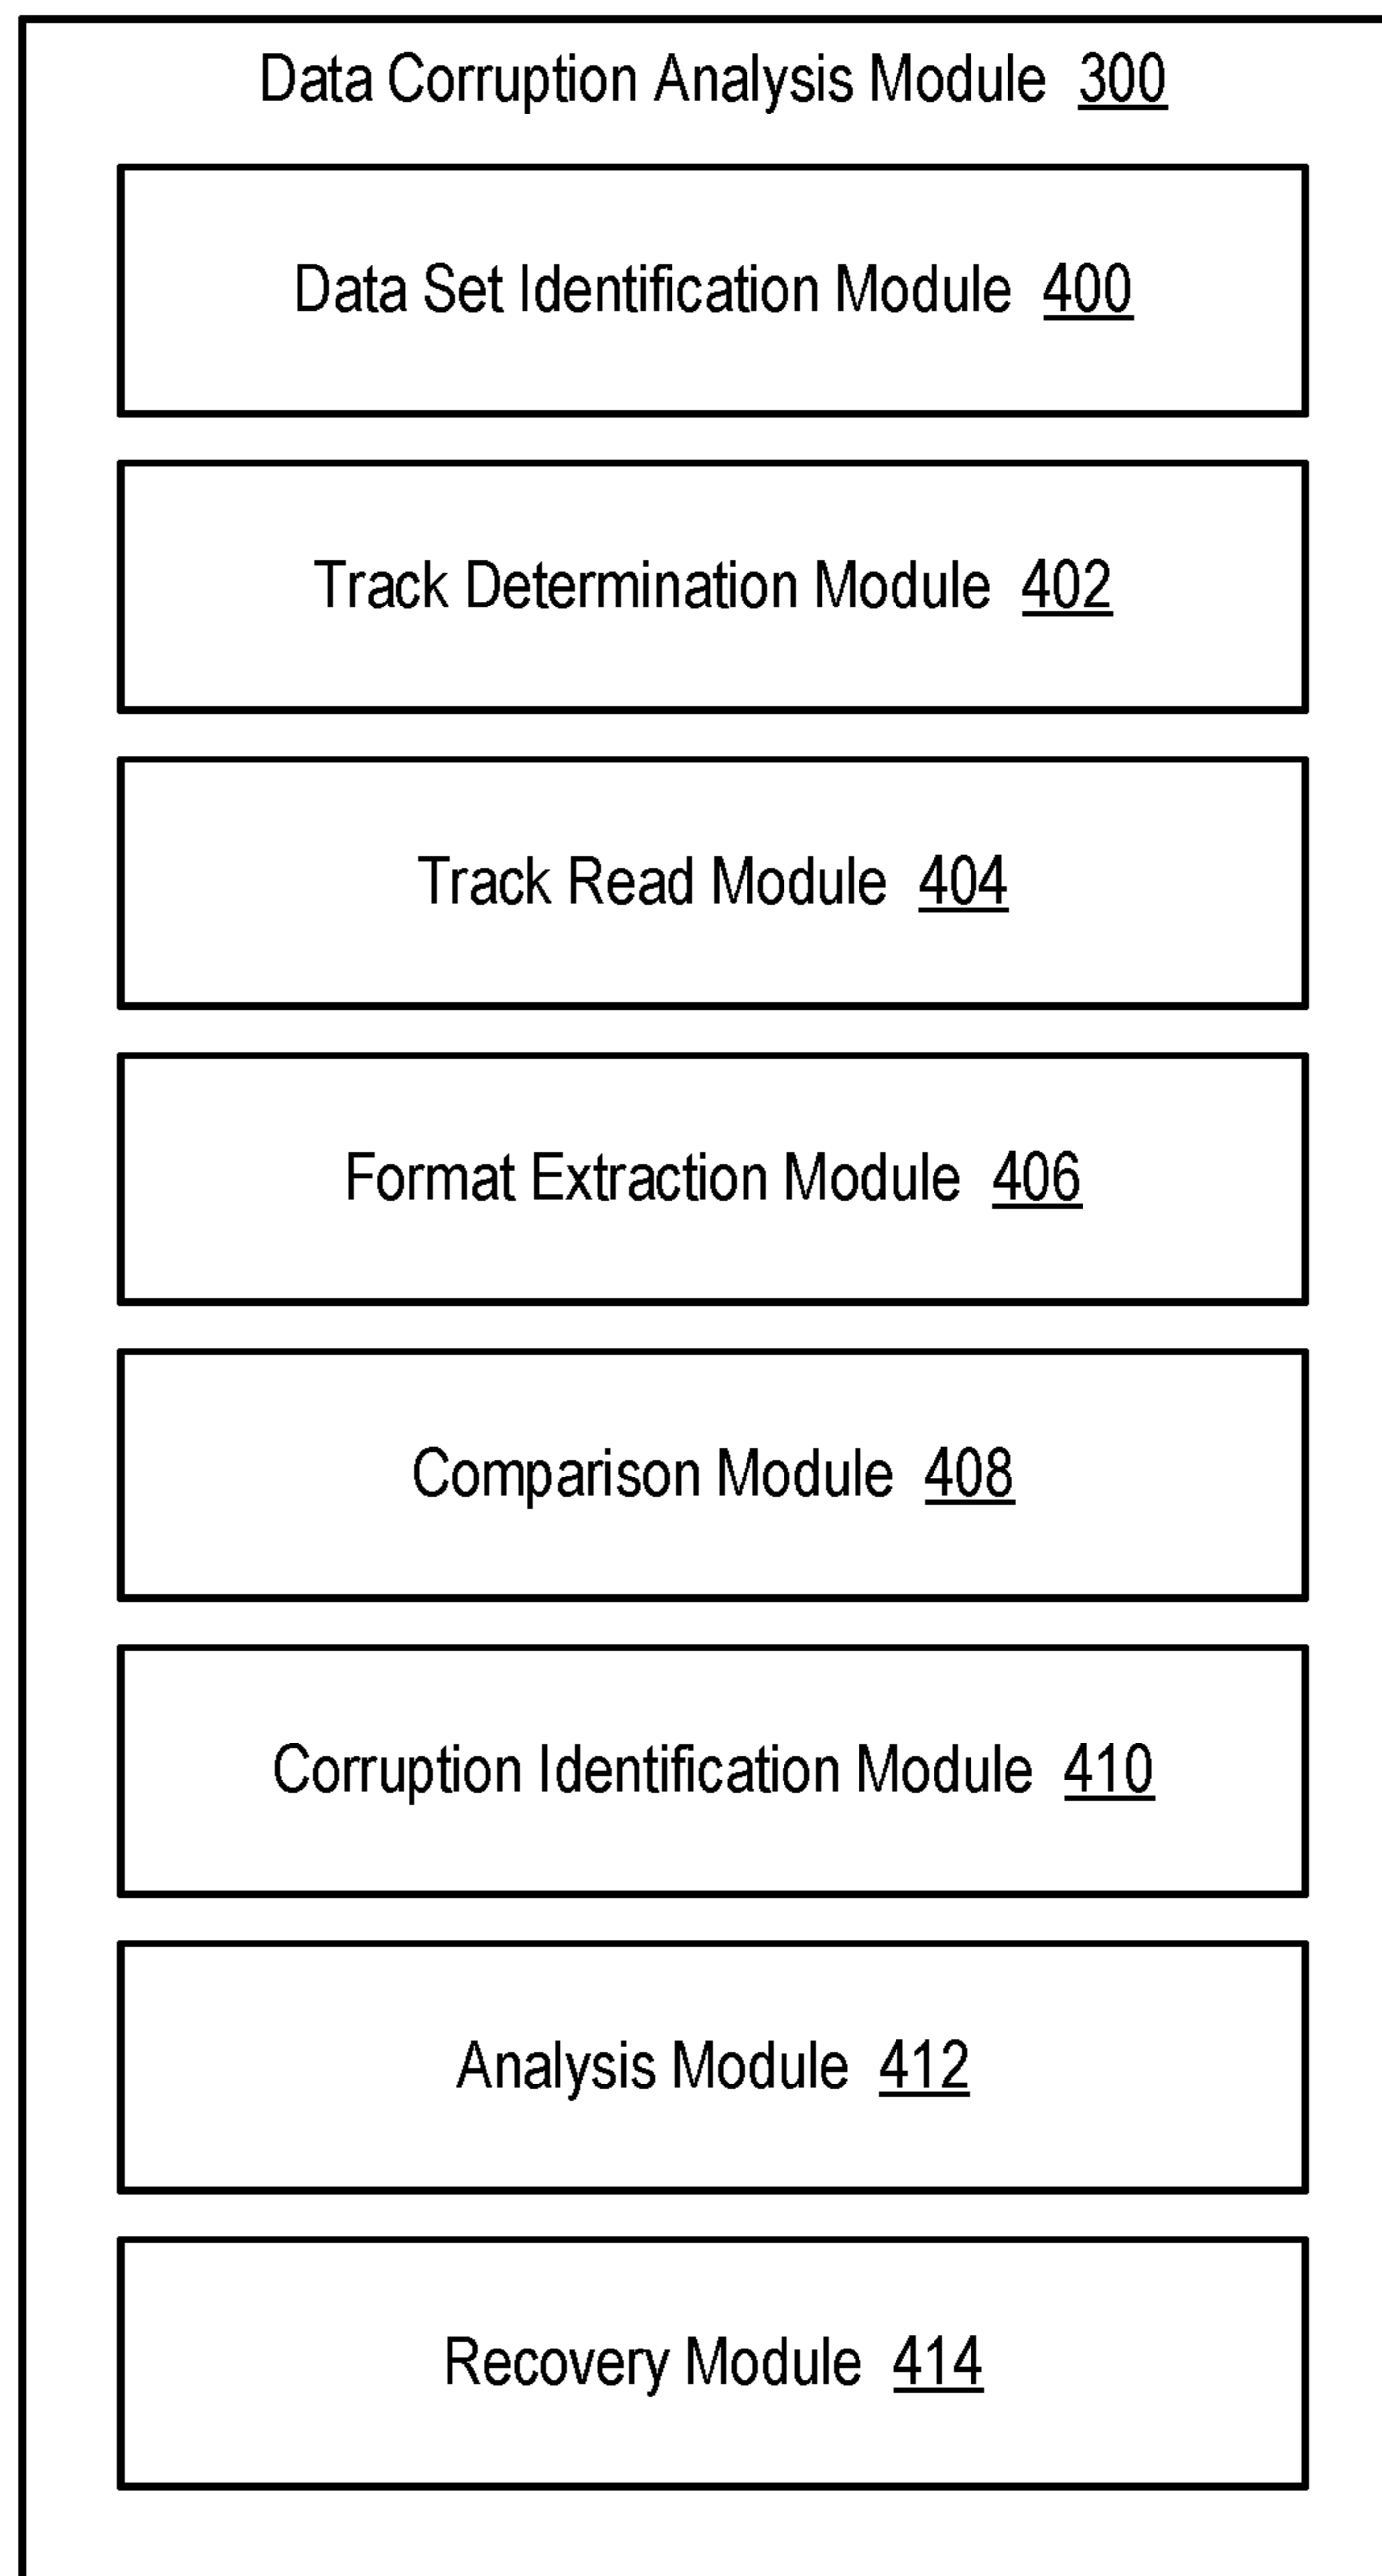 Data Corruption Analysis Module 300
Data Set Identification Module 400
Track Determination Module 402
Track Read Module 404
Format Extraction Module 406
Comparison Module 408
Corruption Identification Module 410
Analysis Module 412
Recovery Module 414